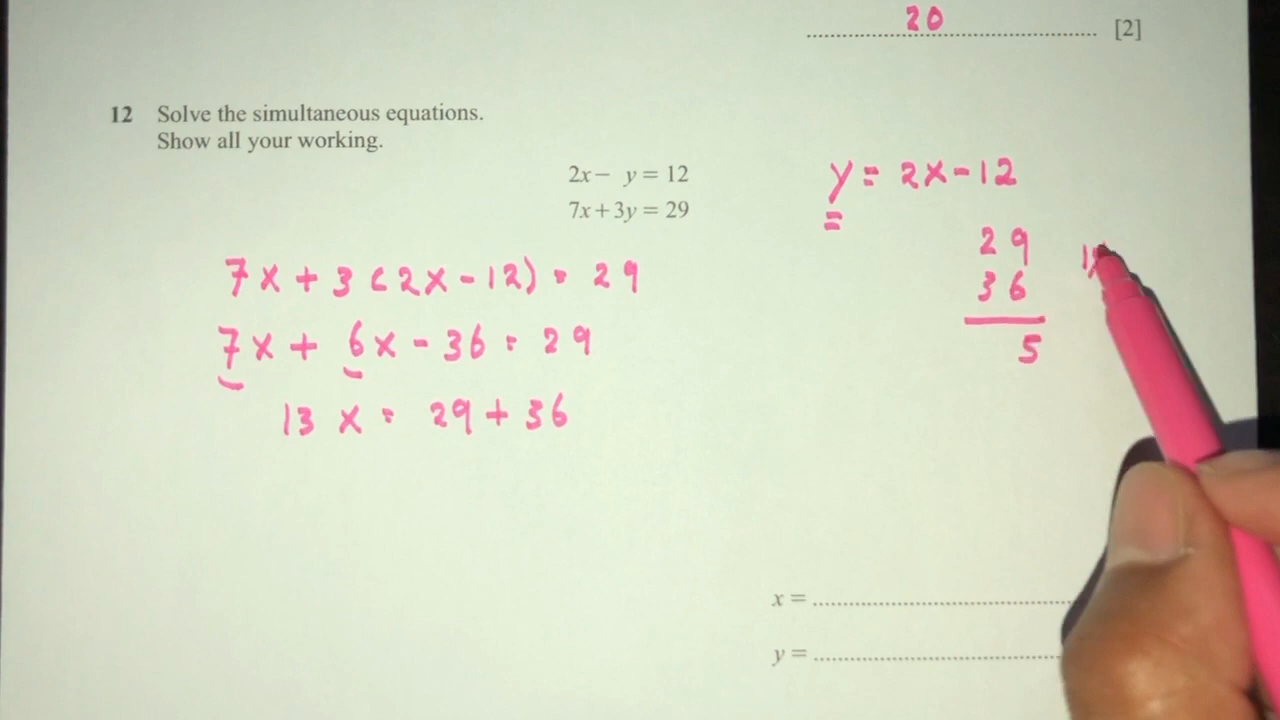 20
[2]
12 Solve the simultaneous equations.
Show all your working.
2x − y = 12
7x + 3y = 29
y = 2x - 12
29
36
5
7x + 3(2x - 12) = 29
7x + 6x - 36 = 29
13x = 29 + 36
x =
y =